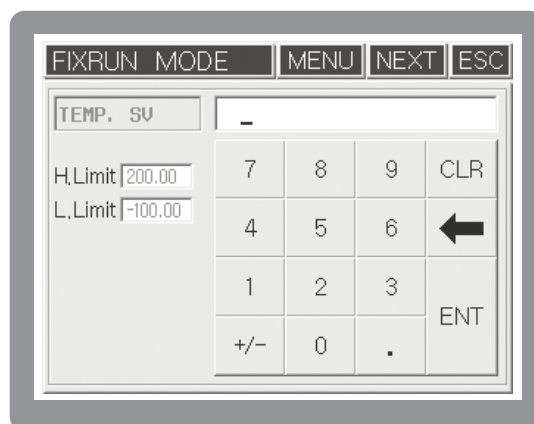 FIXRUN MODE MENU NEXT ESC
TEMP. SV _
H.Limit 200.00
L.Limit -100.00
7 8 9 CLR
4 5 6
1 2 3
ENT
+/- 0 .